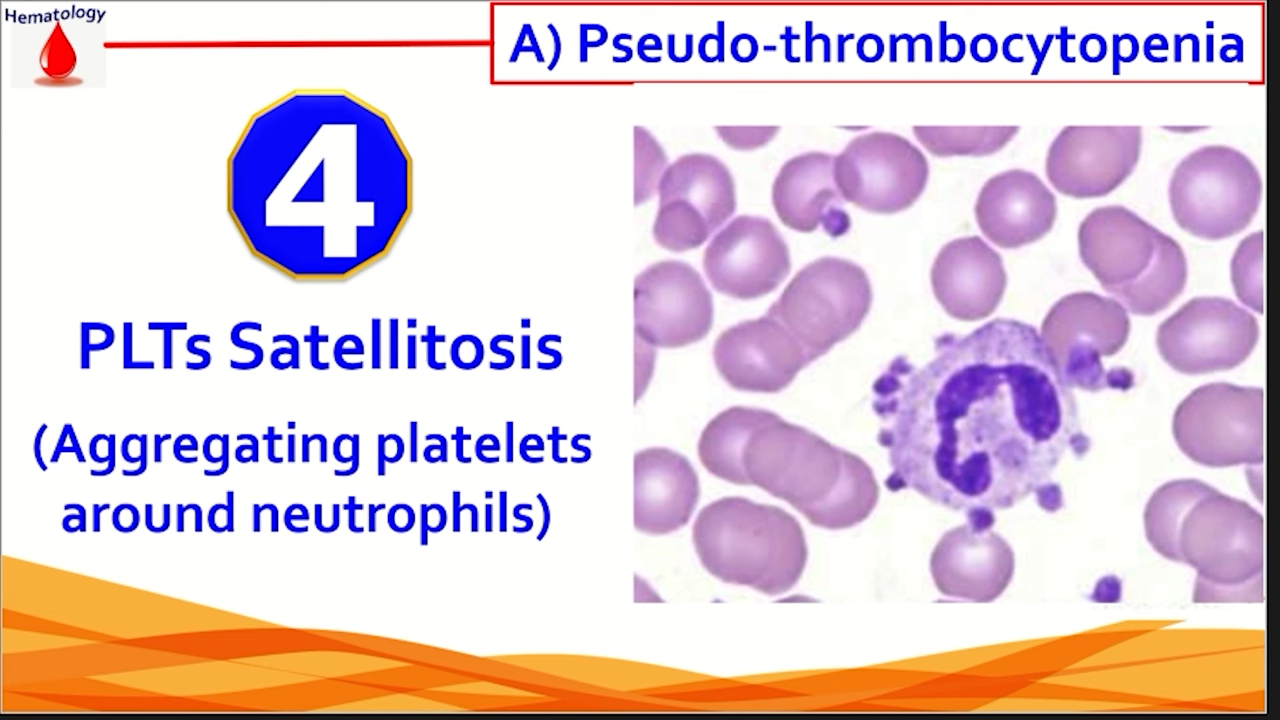 Hematology
A) Pseudo-thrombocytopenia
4
PLTs Satellitosis
(Aggregating platelets
around neutrophils)